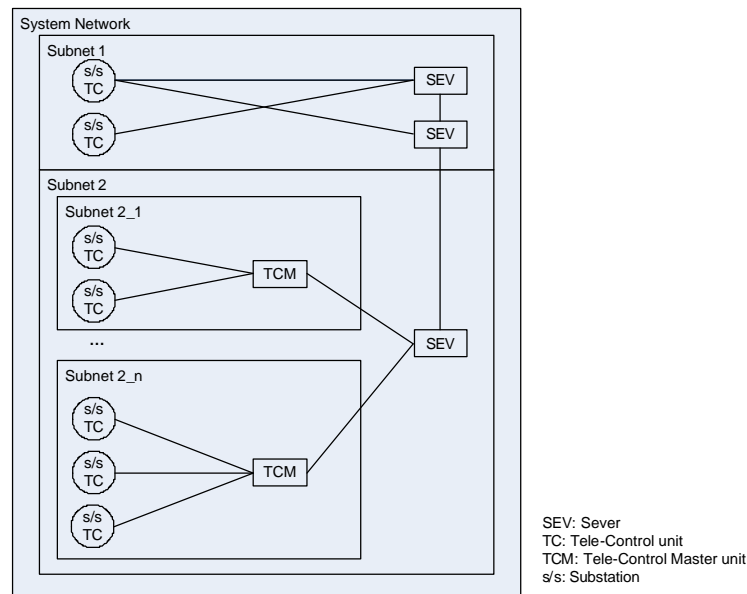 System Network
Subnet 1
s/s
TC
SEV
s/s
TC
SEV
Subnet 2
Subnet 2_1
s/s
TC
TCM
s/s
TC
...
SEV
Subnet 2_n
s/s
TC
s/s
TC
TCM
s/s
TC
SEV: Sever
TC: Tele-Control unit
TCM: Tele-Control Master unit
s/s: Substation